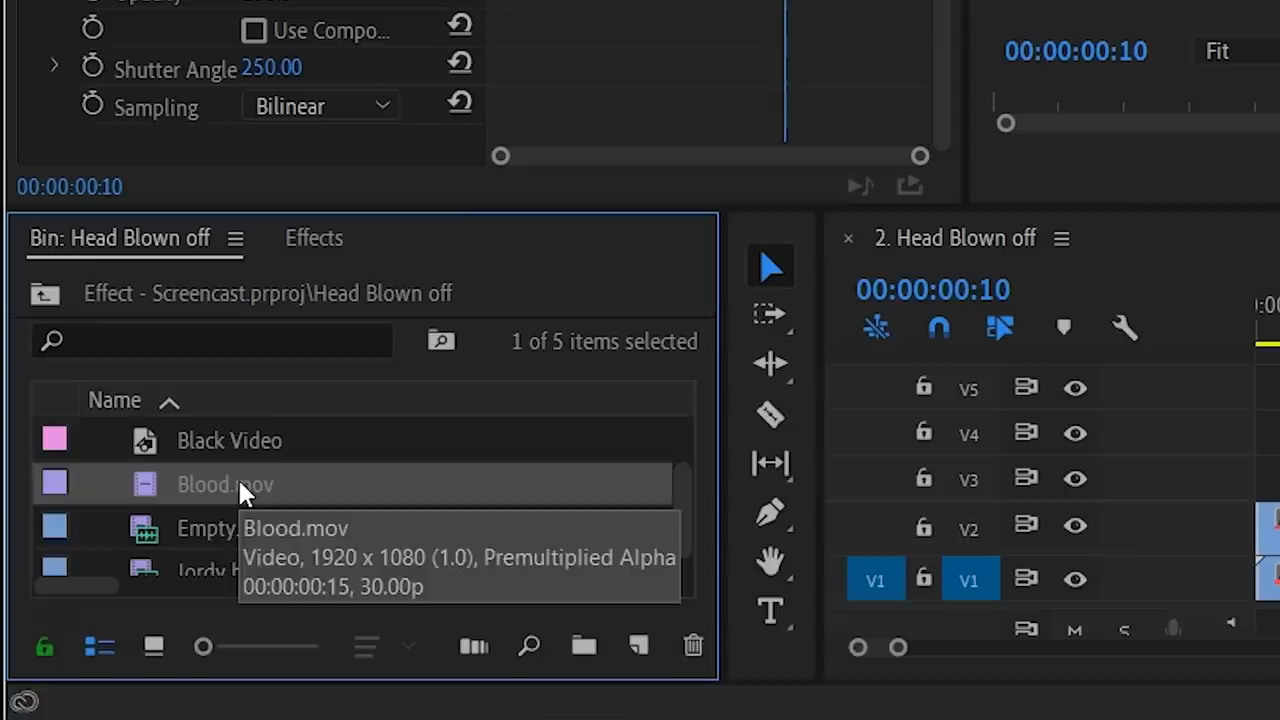 Use Compo...
Shutter Angle 250.00
Sampling Bilinear
00:00:00:10
00:00:00:10 Fit
Bin: Head Blown off
Effects
Effect - Screencast.prproj\Head Blown off
1 of 5 items selected
Name
Black Video
Blood.mov
Empty.
Blood.mov
Video, 1920 x 1080 (1.0), Premultiplied Alpha
00:00:00:15, 30.00p
× 2. Head Blown off
00:00:00:10
V5
V4
V3
V2
V1 V1
M S
T